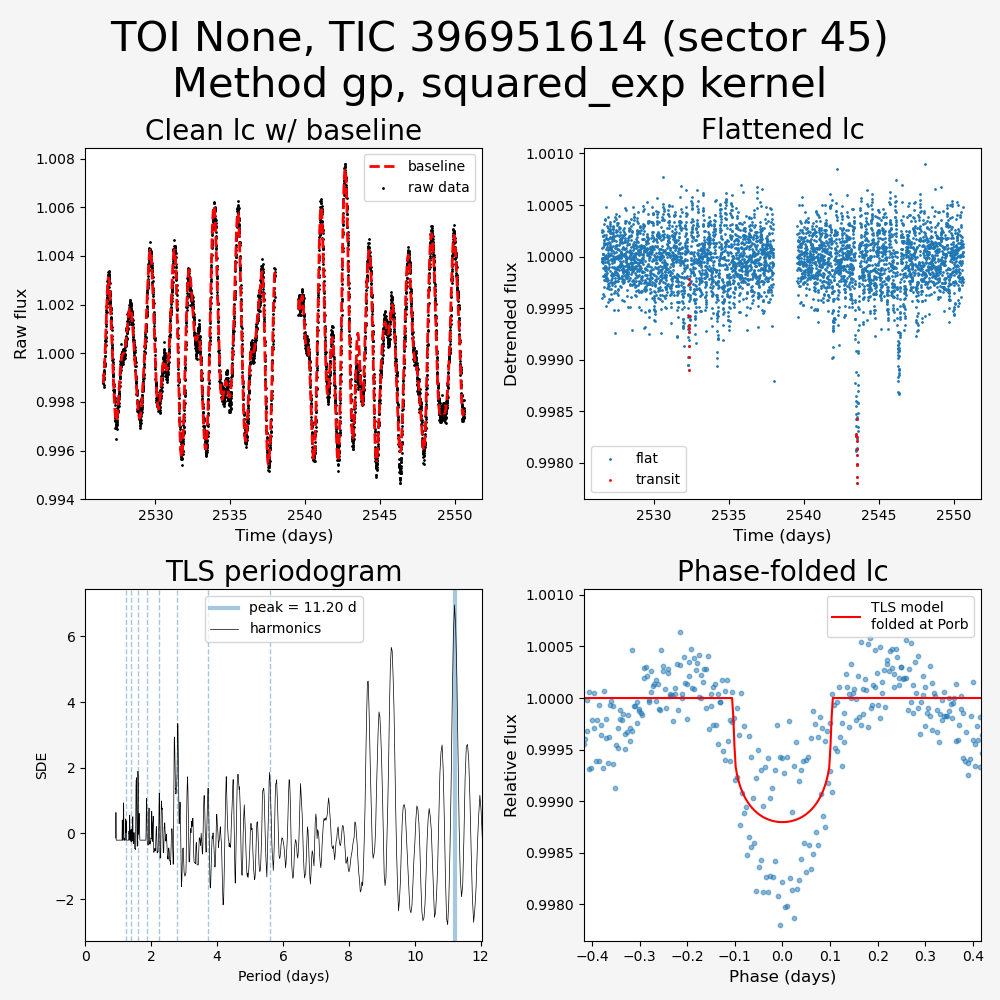 TOI None, TIC 396951614 (sector 45)
Method gp, squared_exp kernel
Clean lc w/ baseline
1.008
1.006
1.004
1.002
1.000
0.998
0.996
0.994
Raw flux
baseline
raw data
2530
2535
2540
2545
2550
Time (days)
Flattened lc
1.0010
1.0005
1.0000
0.9995
0.9990
0.9985
0.9980
Detrended flux
flat
transit
2530
2535
2540
2545
2550
Time (days)
TLS periodogram
6
4
2
0
−2
SDE
peak = 11.20 d
harmonics
0
2
4
6
8
10
12
Period (days)
Phase-folded lc
1.0010
1.0005
1.0000
0.9995
0.9990
0.9985
0.9980
Relative flux
TLS model
folded at Porb
−0.4
−0.3
−0.2
−0.1
0.0
0.1
0.2
0.3
0.4
Phase (days)